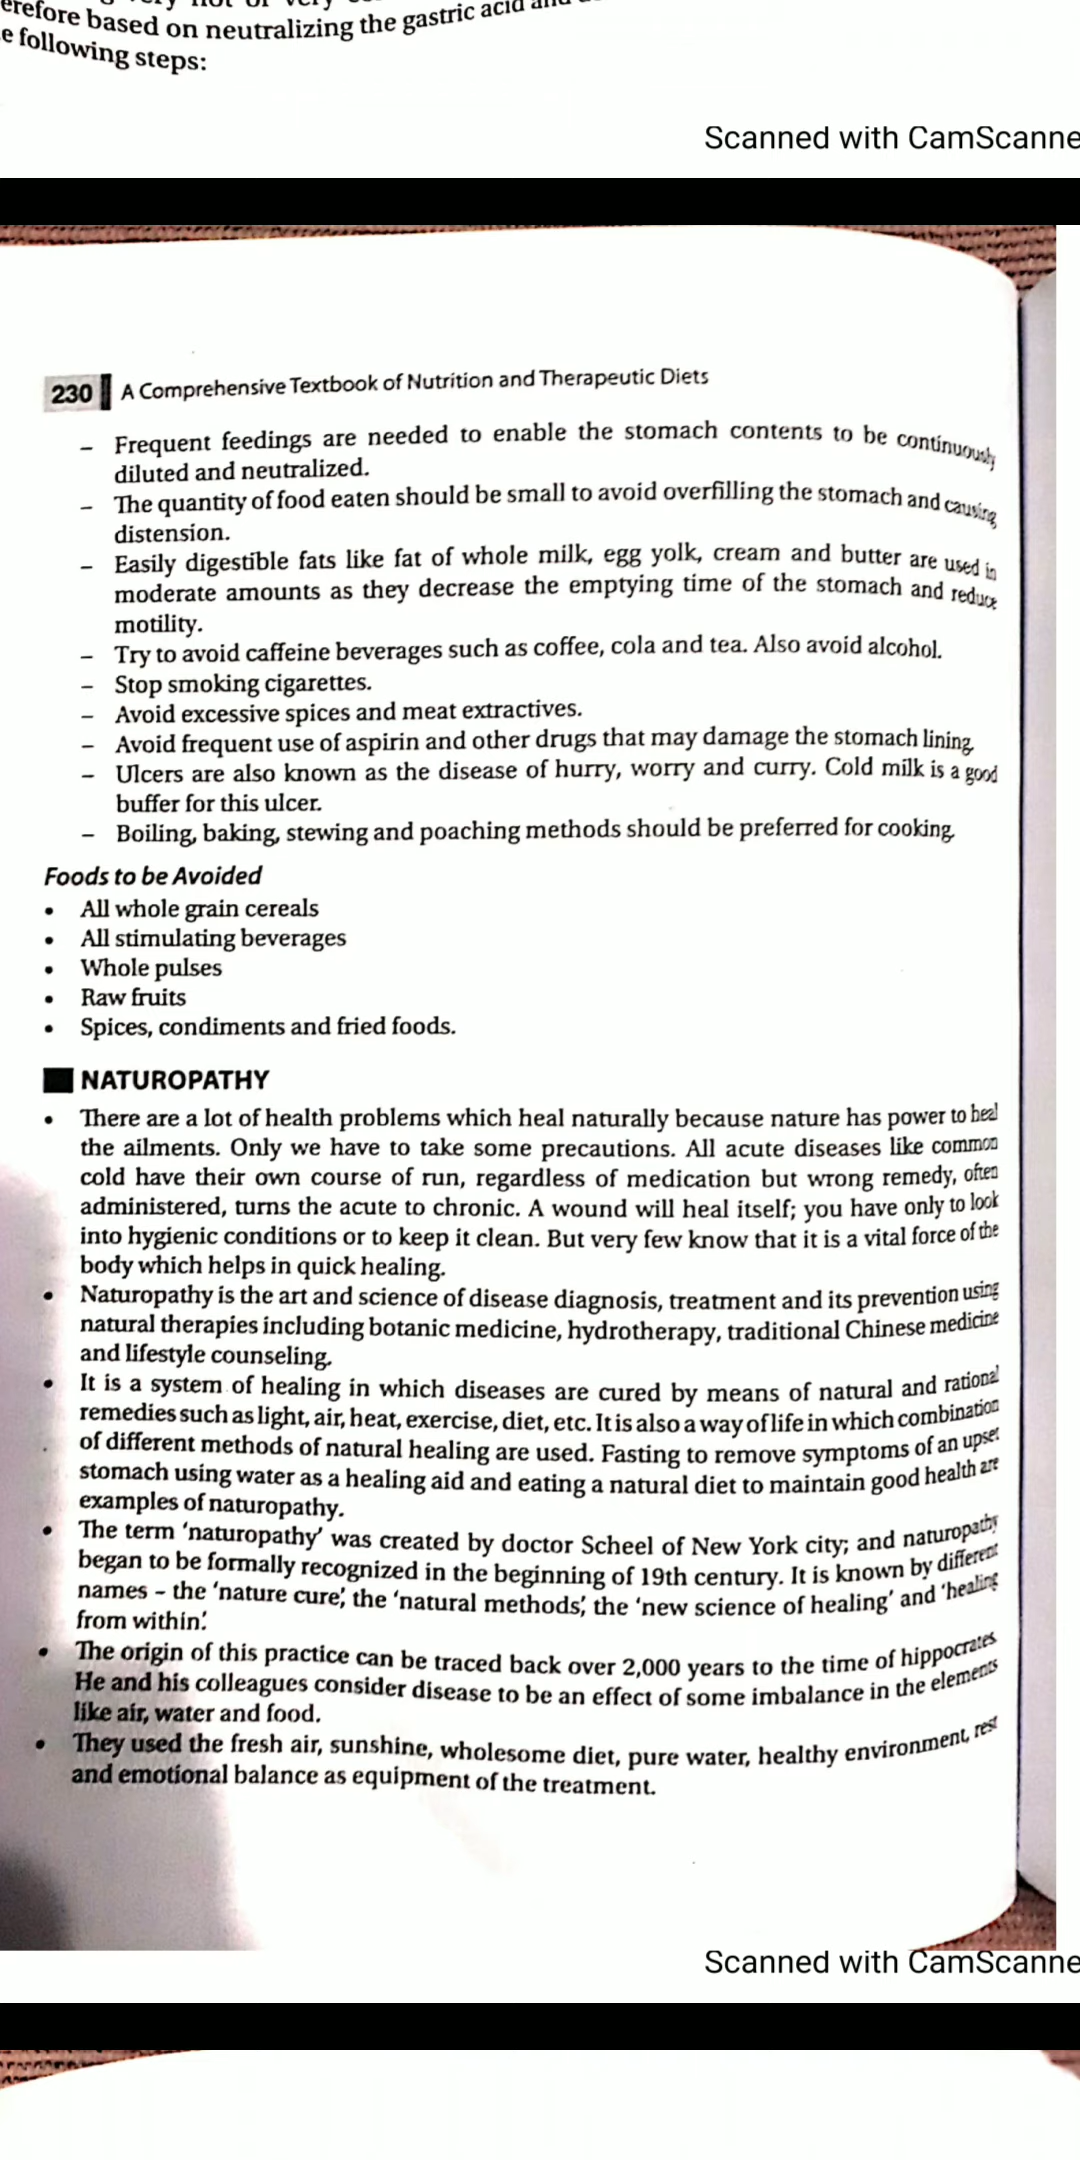 erefore based on neutralizing the gastric acid and
e following steps:
Scanned with CamScanne
230 A Comprehensive Textbook of Nutrition and Therapeutic Diets
– Frequent feedings are needed to enable the stomach contents to be continuously
diluted and neutralized.
– The quantity of food eaten should be small to avoid overfilling the stomach and causing
distension.
– Easily digestible fats like fat of whole milk, egg yolk, cream and butter are used in
moderate amounts as they decrease the emptying time of the stomach and reduce
motility.
– Try to avoid caffeine beverages such as coffee, cola and tea. Also avoid alcohol.
– Stop smoking cigarettes.
– Avoid excessive spices and meat extractives.
– Avoid frequent use of aspirin and other drugs that may damage the stomach lining.
– Ulcers are also known as the disease of hurry, worry and curry. Cold milk is a good
buffer for this ulcer.
– Boiling, baking, stewing and poaching methods should be preferred for cooking.
Foods to be Avoided
• All whole grain cereals
• All stimulating beverages
• Whole pulses
• Raw fruits
• Spices, condiments and fried foods.
NATUROPATHY
• There are a lot of health problems which heal naturally because nature has power to heal
the ailments. Only we have to take some precautions. All acute diseases like common
cold have their own course of run, regardless of medication but wrong remedy, often
administered, turns the acute to chronic. A wound will heal itself; you have only to look
into hygienic conditions or to keep it clean. But very few know that it is a vital force of the
body which helps in quick healing.
• Naturopathy is the art and science of disease diagnosis, treatment and its prevention using
natural therapies including botanic medicine, hydrotherapy, traditional Chinese medicine
and lifestyle counseling.
• It is a system of healing in which diseases are cured by means of natural and rational
remedies such as light, air, heat, exercise, diet, etc. It is also a way of life in which combination
of different methods of natural healing are used. Fasting to remove symptoms of an upset
stomach using water as a healing aid and eating a natural diet to maintain good health are
examples of naturopathy.
• The term ‘naturopathy’ was created by doctor Scheel of New York city; and naturopathy
began to be formally recognized in the beginning of 19th century. It is known by different
names – the ‘nature cure’, the ‘natural methods’, the ‘new science of healing’ and ‘healing
from within’.
• The origin of this practice can be traced back over 2,000 years to the time of hippocrates.
He and his colleagues consider disease to be an effect of some imbalance in the elements
like air, water and food.
• They used the fresh air, sunshine, wholesome diet, pure water, healthy environment, rest
and emotional balance as equipment of the treatment.
Scanned with CamScanne